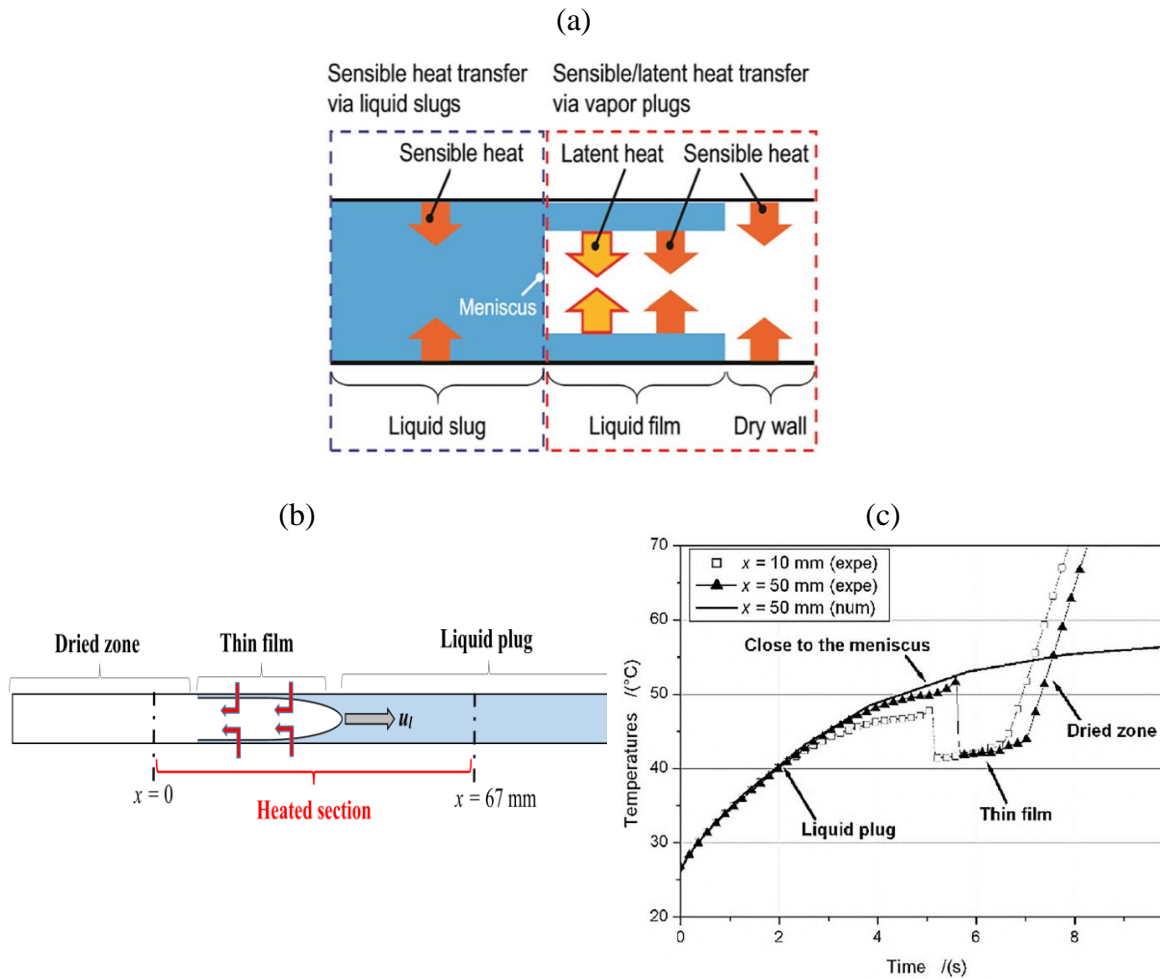 (a)
Sensible heat transfer
via liquid slugs
Sensible/latent heat transfer
via vapor plugs
Sensible heat
Latent heat
Sensible heat
Meniscus
Liquid slug
Liquid film
Dry wall
(b)
Dried zone
Thin film
Liquid plug
u_l
x = 0
x = 67 mm
Heated section
(c)
70
60
50
40
30
20
Temperatures /(°C)
x = 10 mm (expe)
x = 50 mm (expe)
x = 50 mm (num)
Close to the meniscus
Dried zone
Thin film
Liquid plug
0
2
4
6
8
Time /(s)